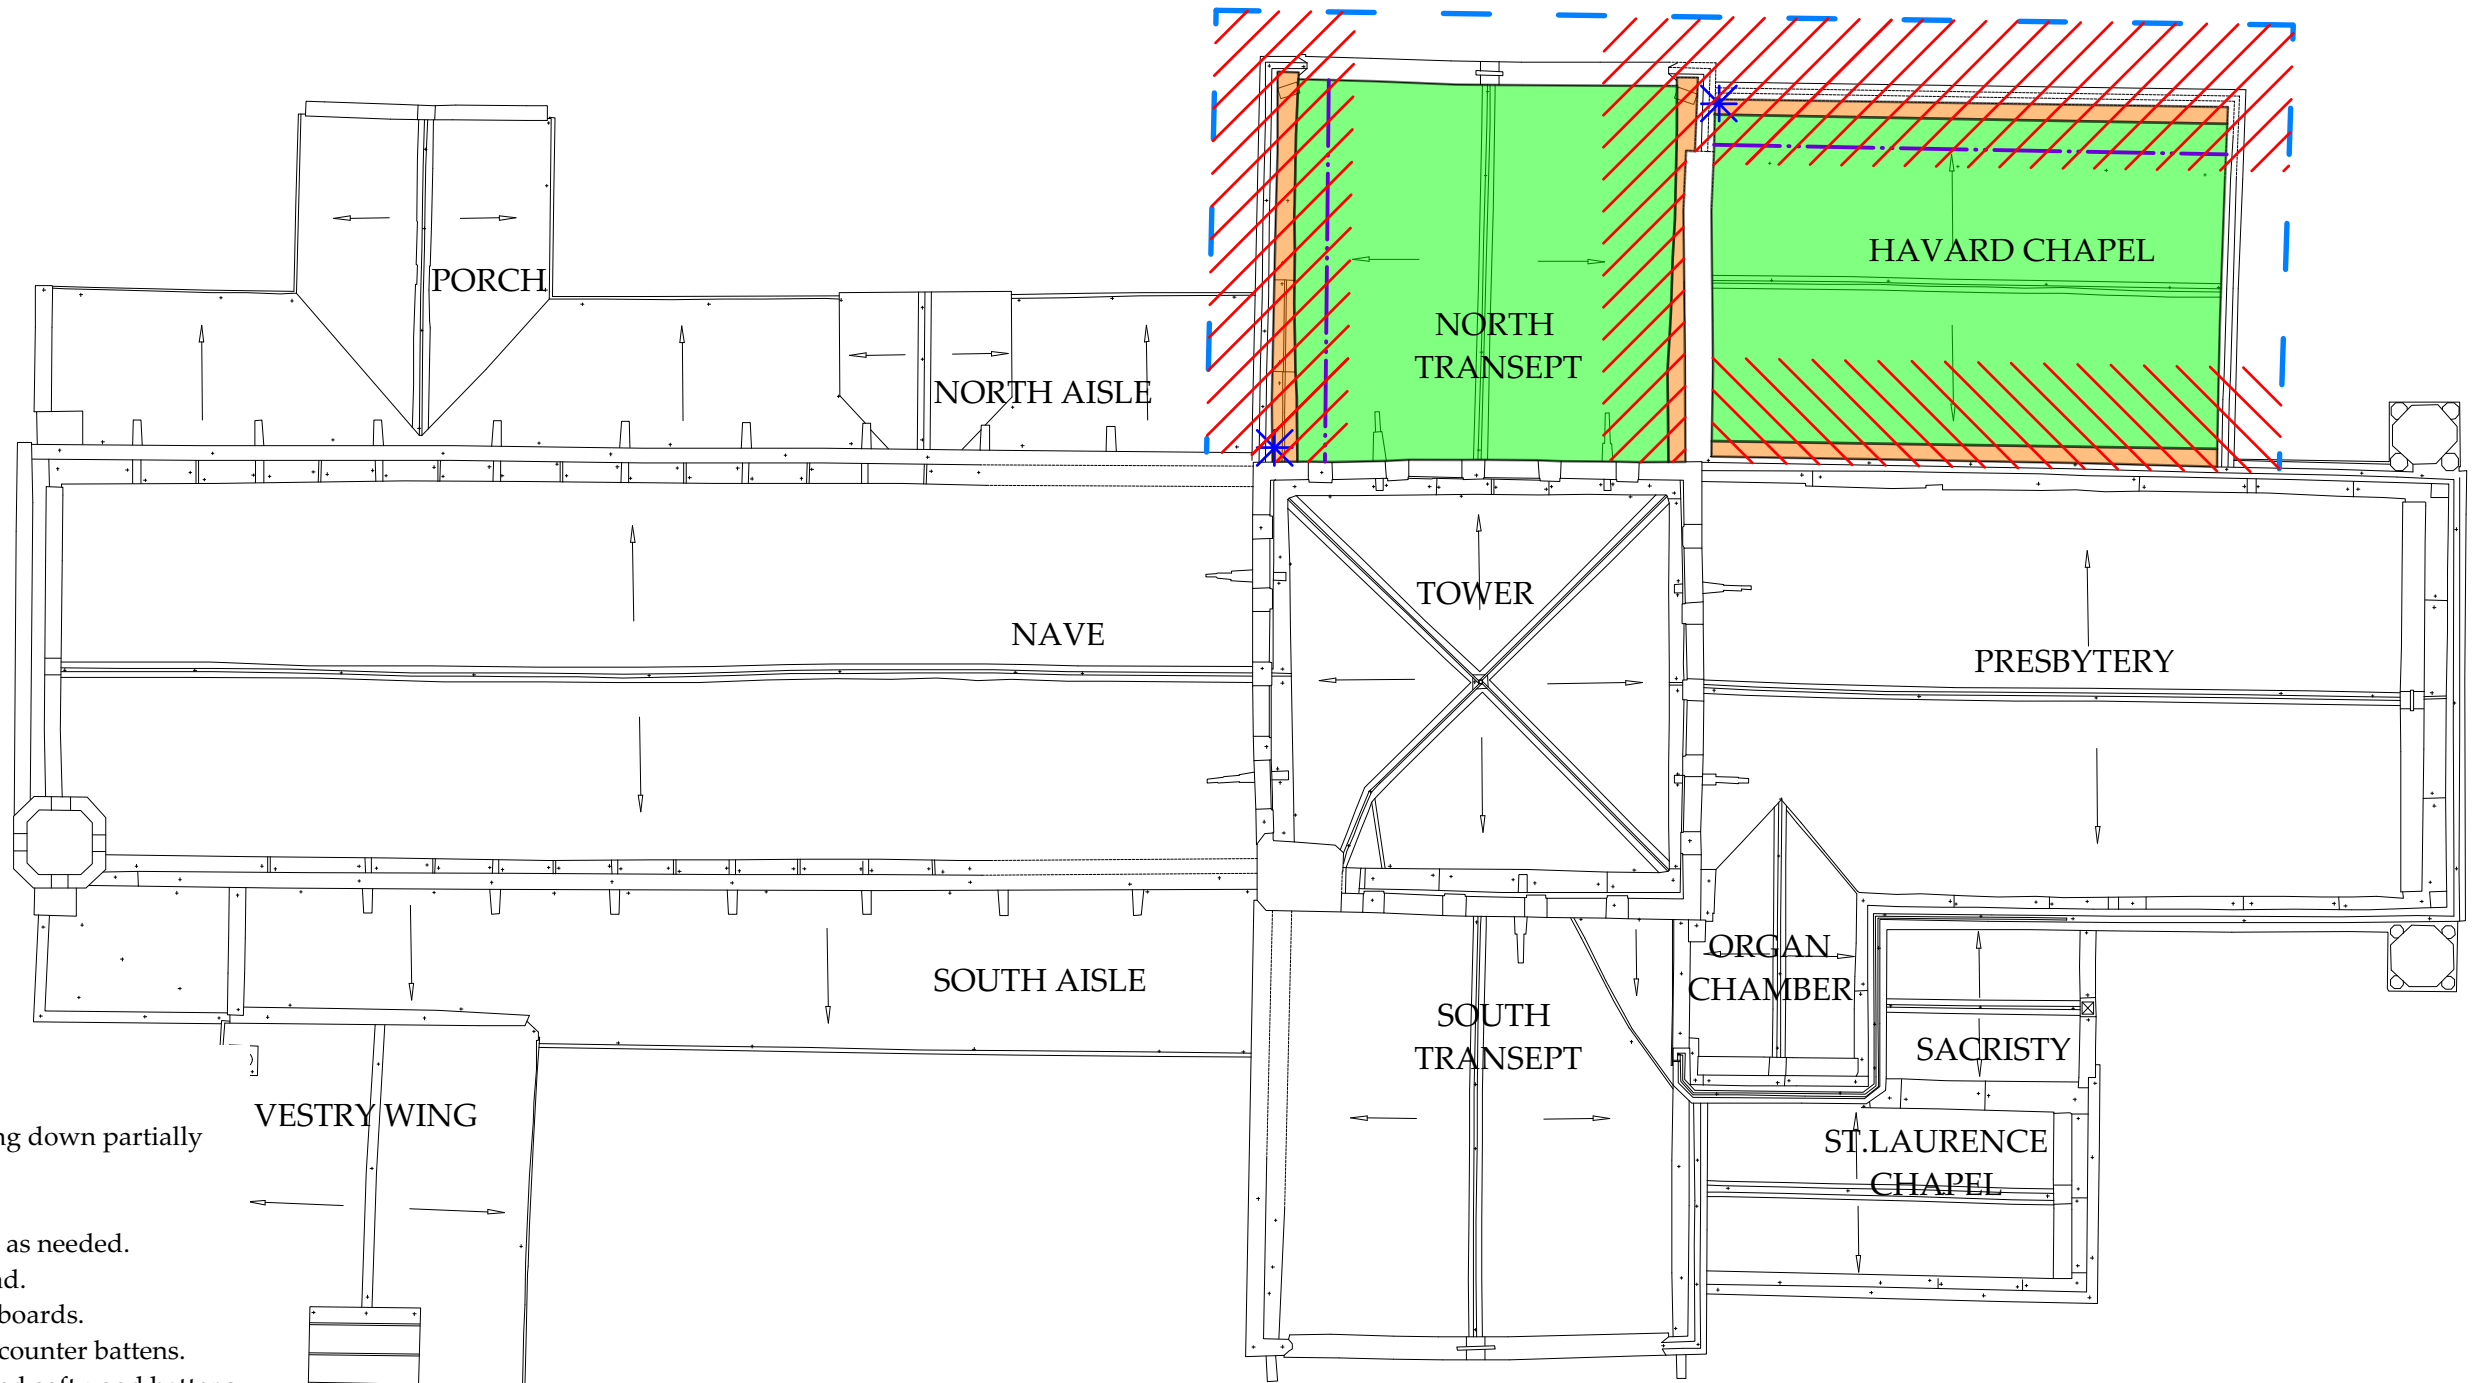 HAVARD CHAPEL
PORCH
NORTH
TRANSEPT
NORTH AISLE
TOWER
NAVE
PRESBYTERY
ORGAN
CHAMBER
SOUTH AISLE
SOUTH
TRANSEPT
SACRISTY
VESTRY WING
ST.LAURENCE
CHAPEL
down partially
as needed.
boards.
counter battens.